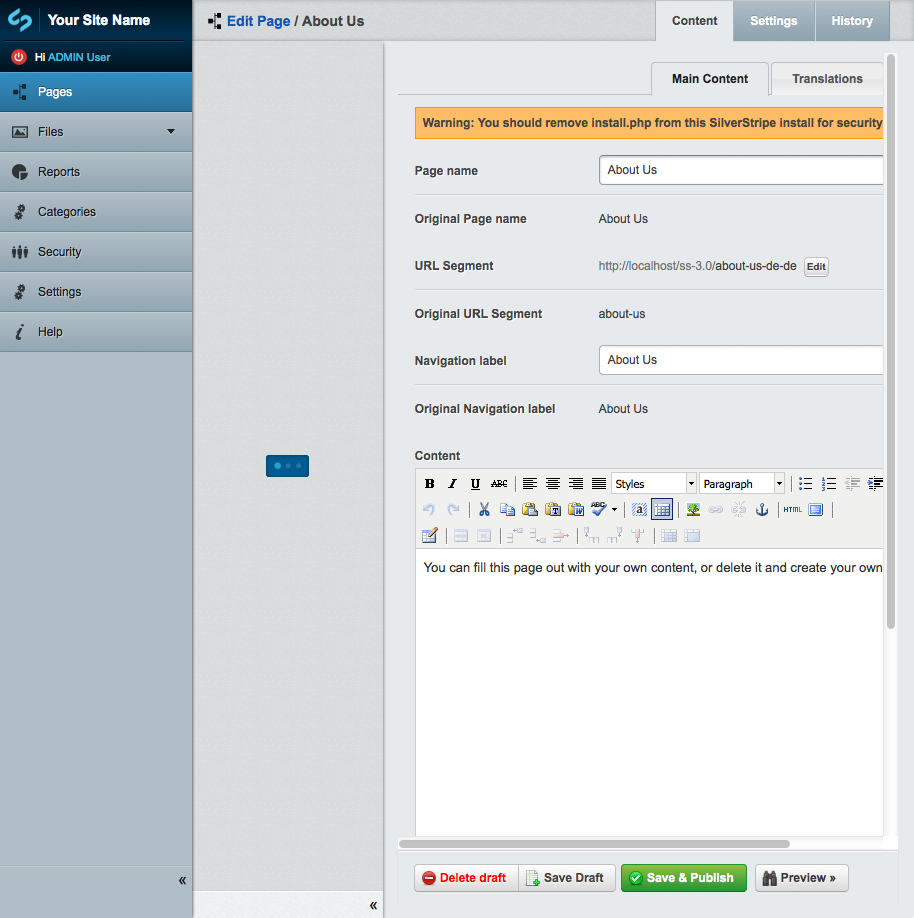 Your Site Name
Edit Page / About Us
Content
Settings
History
Hi ADMIN User
Pages
Files
Reports
Categories
Security
Settings
Help
«
«
Main Content
Translations
Warning: You should remove install.php from this SilverStripe install for security
Page name
About Us
Original Page name
About Us
URL Segment
http://localhost/ss-3.0/about-us-de-de
Edit
Original URL Segment
about-us
Navigation label
About Us
Original Navigation label
About Us
Content
B I U ABC Styles Paragraph
HTML
You can fill this page out with your own content, or delete it and create your own
Delete draft
Save Draft
Save & Publish
Preview »